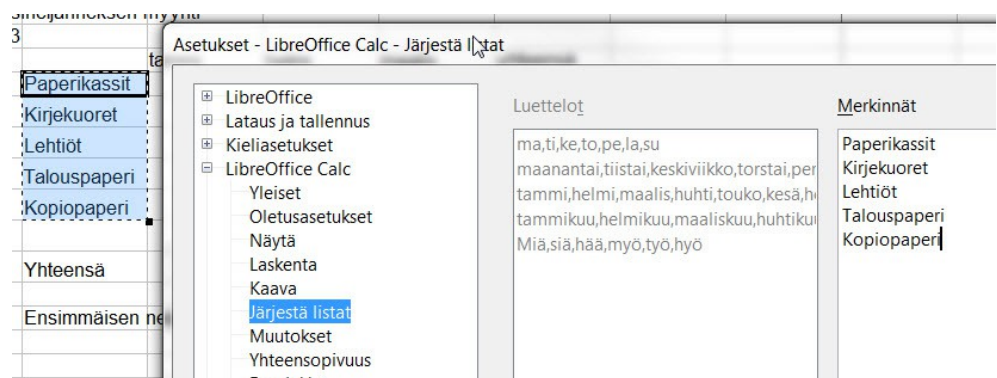 myynti
3
Asetukset - LibreOffice Calc - Järjestä listat
Paperikassit
Kirjekuoret
Lehtiöt
Talouspaperi
Kopiopaperi
Yhteensä
Ensimmäisen
LibreOffice
Lataus ja tallennus
Kieliasetukset
LibreOffice Calc
Yleiset
Oletusasetukset
Näytä
Laskenta
Kaava
Järjestä listat
Muutokset
Yhteensopivuus
Luettelot
ma,ti,ke,to,pe,la,su
maanantai,tiistai,keskiviikko,torstai,per
tammi,helmi,maalis,huhti,touko,kesä,h
tammikuu,helmikuu,maaliskuu,huhtiku
Miä,siä,hää,myö,työ,hyö
Merkinnät
Paperikassit
Kirjekuoret
Lehtiöt
Talouspaperi
Kopiopaperi